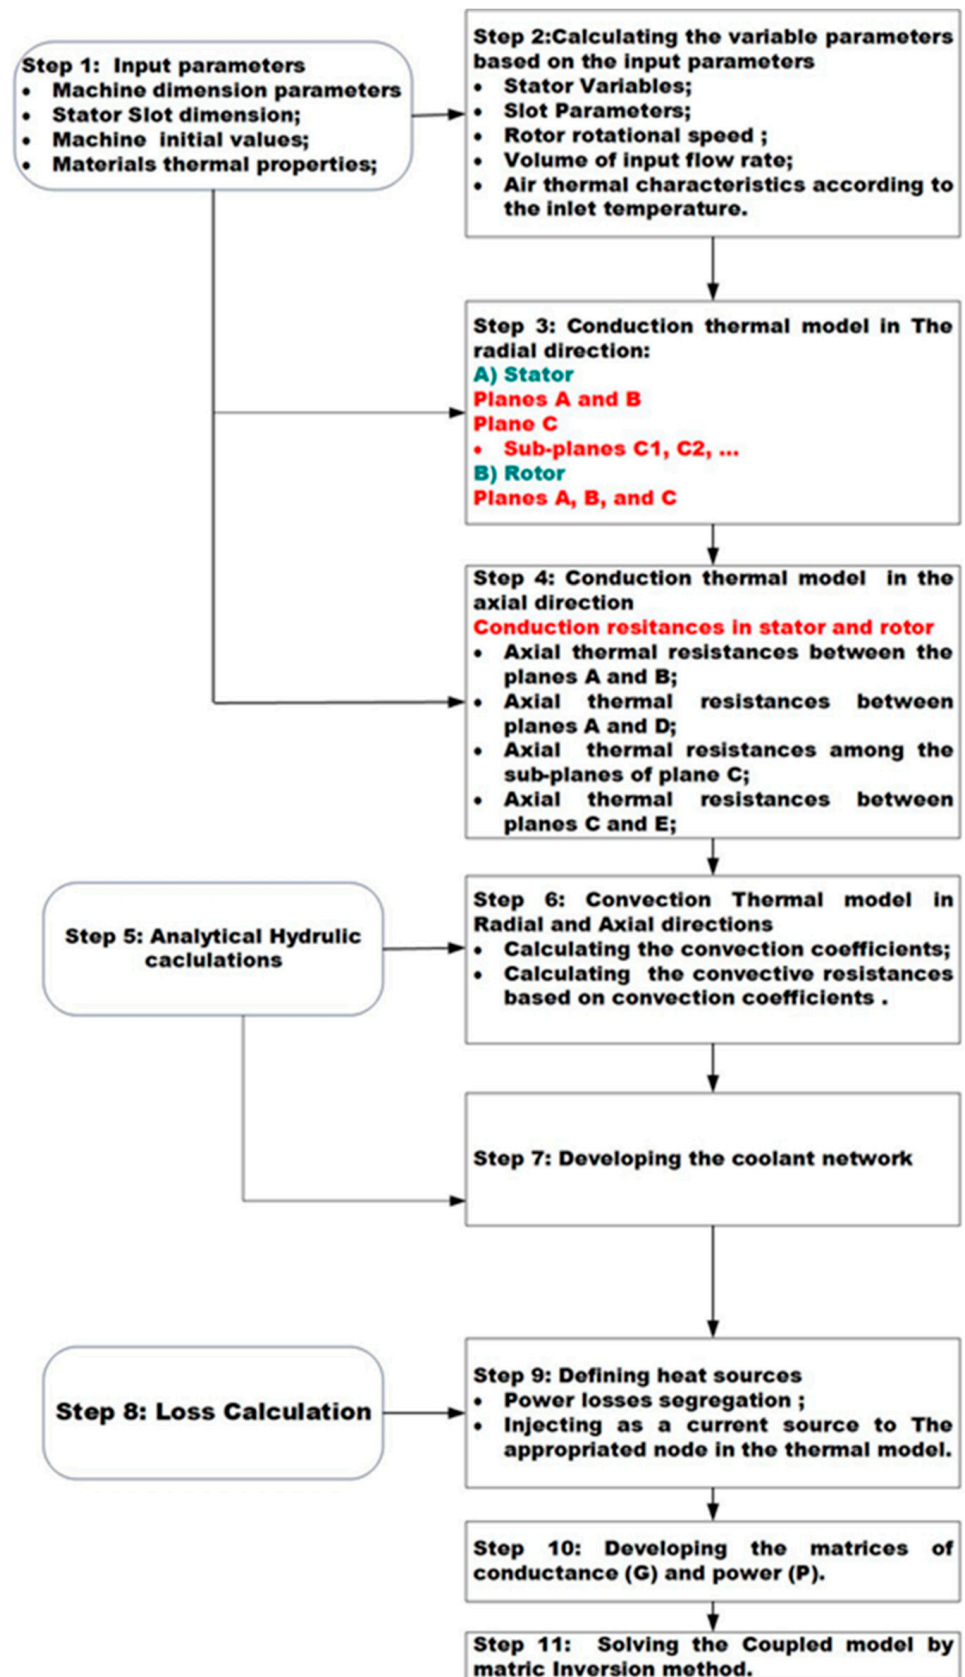 Step 1: Input parameters
• Machine dimension parameters
• Stator Slot dimension;
• Machine initial values;
• Materials thermal properties;
Step 2:Calculating the variable parameters
based on the input parameters
• Stator Variables;
• Slot Parameters;
• Rotor rotational speed ;
• Volume of input flow rate;
• Air thermal characteristics according to
the inlet temperature.
Step 3: Conduction thermal model in The
radial direction:
A) Stator
Planes A and B
Plane C
• Sub-planes C1, C2, ...
B) Rotor
Planes A, B, and C
Step 4: Conduction thermal model in the
axial direction
Conduction resitances in stator and rotor
• Axial thermal resistances between the
planes A and B;
• Axial thermal resistances between
planes A and D;
• Axial thermal resistances among the
sub-planes of plane C;
• Axial thermal resistances between
planes C and E;
Step 5: Analytical Hydrulic
caclulations
Step 6: Convection Thermal model in
Radial and Axial directions
• Calculating the convection coefficients;
• Calculating the convective resistances
based on convection coefficients .
Step 7: Developing the coolant network
Step 8: Loss Calculation
Step 9: Defining heat sources
• Power losses segregation ;
• Injecting as a current source to The
appropriated node in the thermal model.
Step 10: Developing the matrices of
conductance (G) and power (P).
Step 11: Solving the Coupled model by
matric Inversion method.